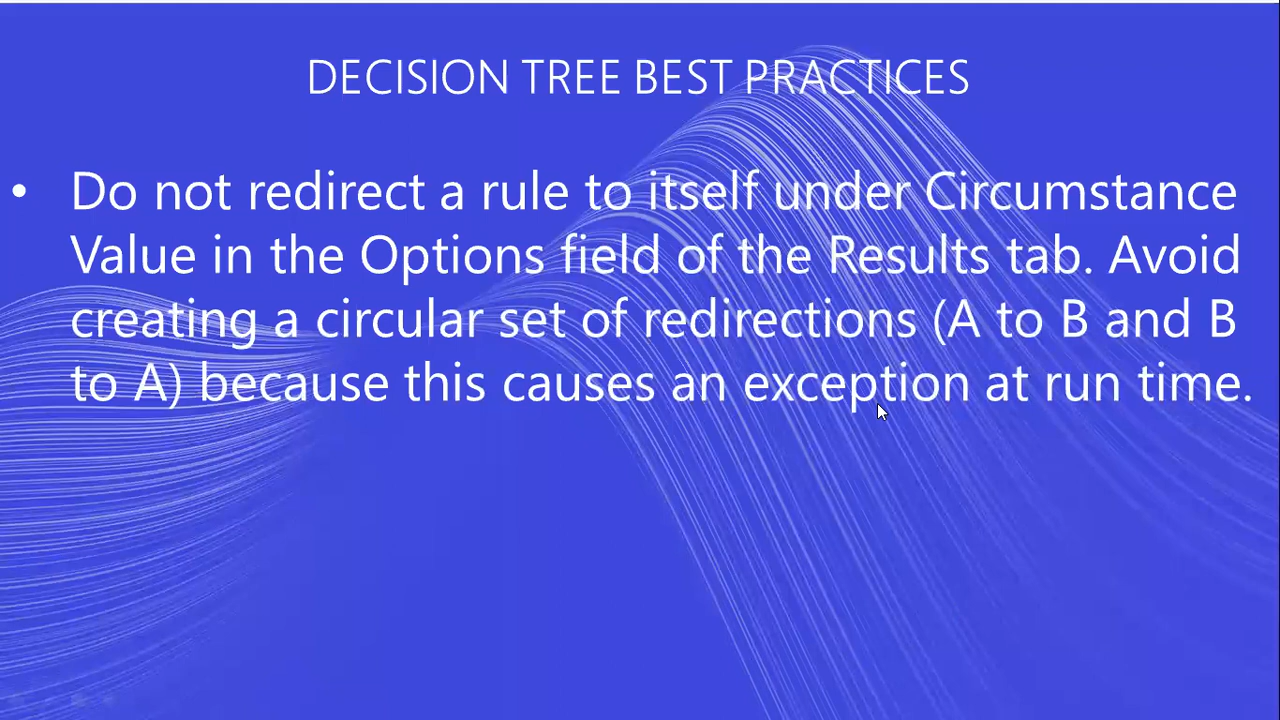 DECISION TREE BEST PRACTICES
• Do not redirect a rule to itself under Circumstance
Value in the Options field of the Results tab. Avoid
creating a circular set of redirections (A to B and B
to A) because this causes an exception at run time.